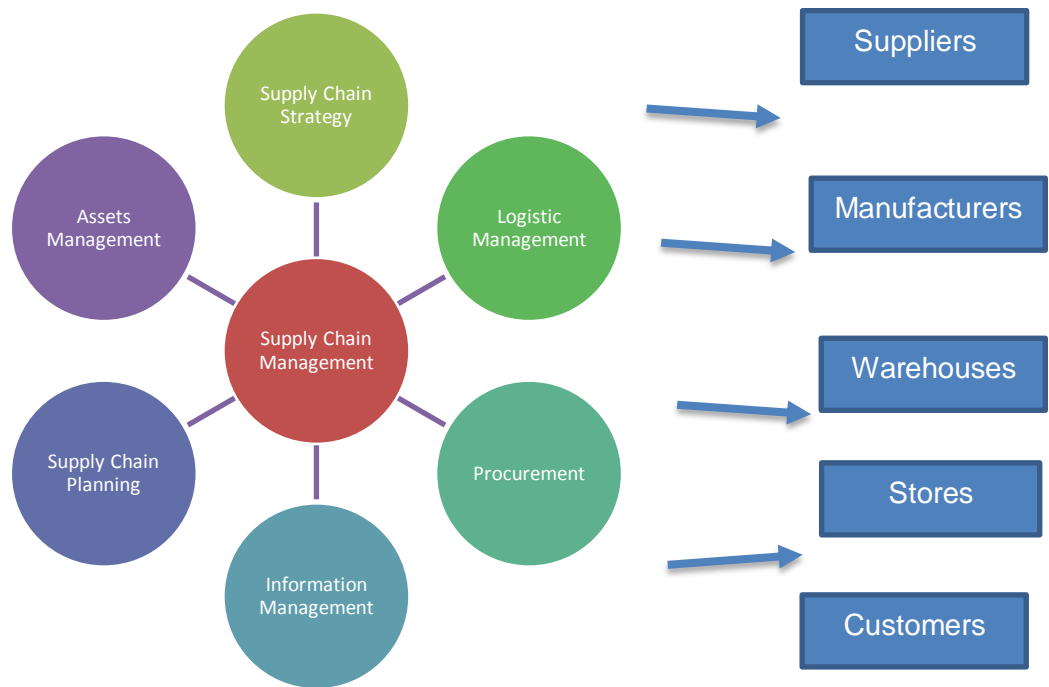 Supply Chain
Strategy
Logistic
Management
Procurement
Information
Management
Supply Chain
Planning
Assets
Management
Supply Chain
Management
Suppliers
Manufacturers
Warehouses
Stores
Customers